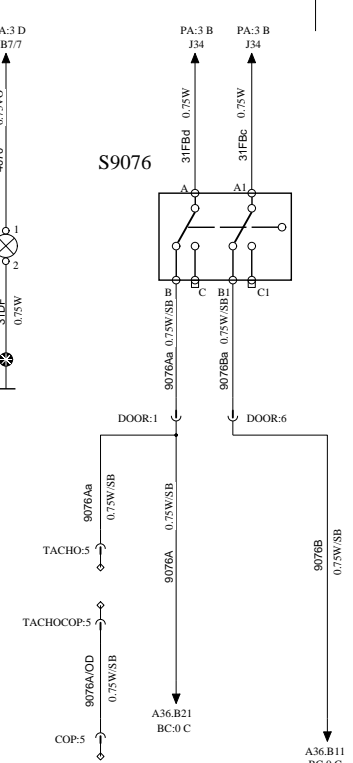 PA:3 D
B7/7
PA:3 B
J34
PA:3 B
J34
31FBd 0.75W
31FBc 0.75W
S9076
A
A1
1
2
0.75W
B
C
B1
C1
9076Aa 0.75W/SB
9076Ba 0.75W/SB
DOOR:1
DOOR:6
9076Aa
0.75W/SB
9076A
0.75W/SB
9076B
0.75W/SB
TACHO:5
TACHOCOP:5
9076A/OD
0.75W/SB
A36.B21
BC:0 C
COP:5
A36.B11